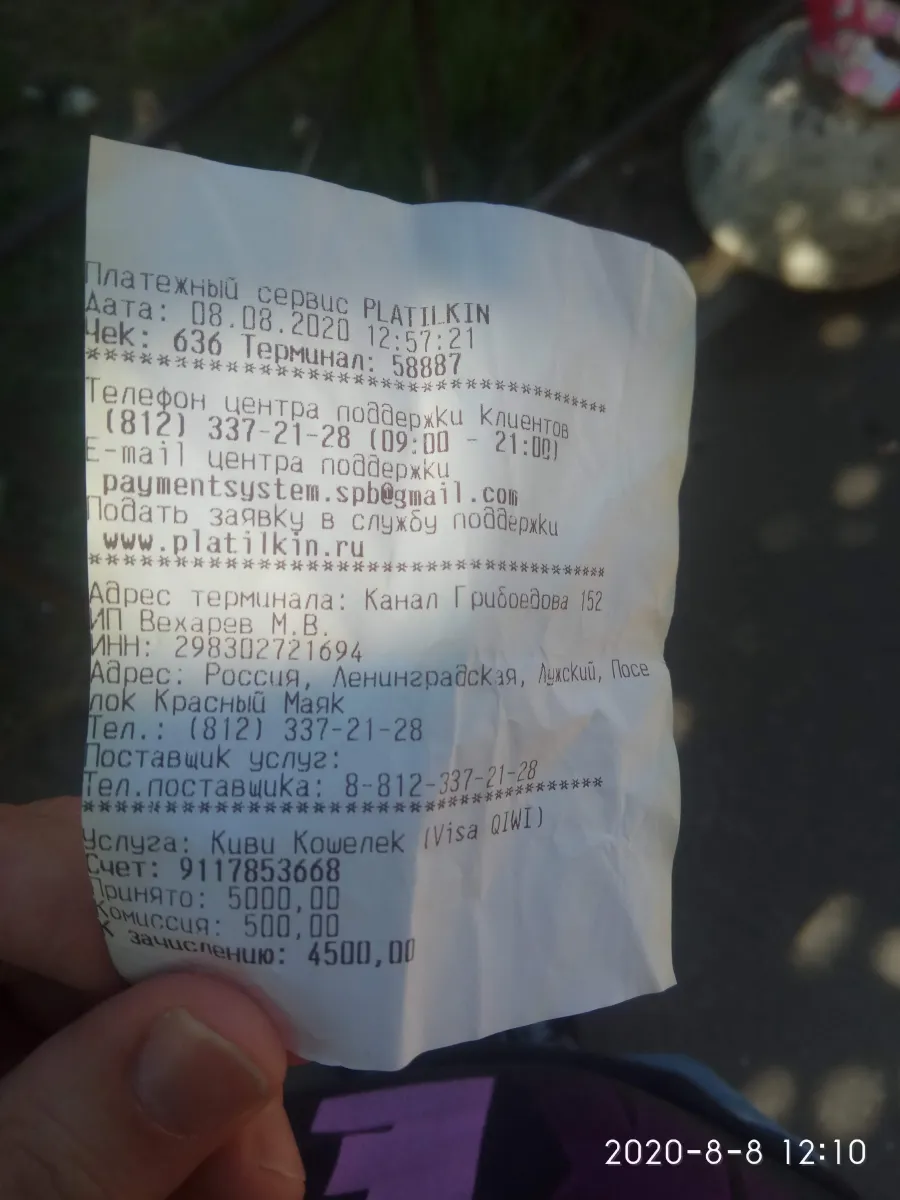 Платежный сервис PLATILKIN
Дата: 08.08.2020 12:57:21
Чек: 636 Терминал: 58887
****************************************
Телефон центра поддержки Клиентов
(812) 337-21-28 (09:00 - 21:00)
E-mail центра поддержки
paymentsystem.spb@gmail.com
Подать заявку в службу поддержки
www.platilkin.ru
****************************************
Адрес терминала: Канал Грибоедова 152
ИП Вехарев М.В.
ИНН: 298302721694
Адрес: Россия, Ленинградская, Лужский, Посе
лок Красный Маяк
Тел.: (812) 337-21-28
Поставщик услуг:
Тел.поставщика: 8-812-337-21-28
****************************************
Услуга: Киви Кошелек (Visa QIWI)
Счет: 9117853668
Принято: 5000,00
Комиссия: 500,00
К зачислению: 4500,00
2020-8-8 12:10